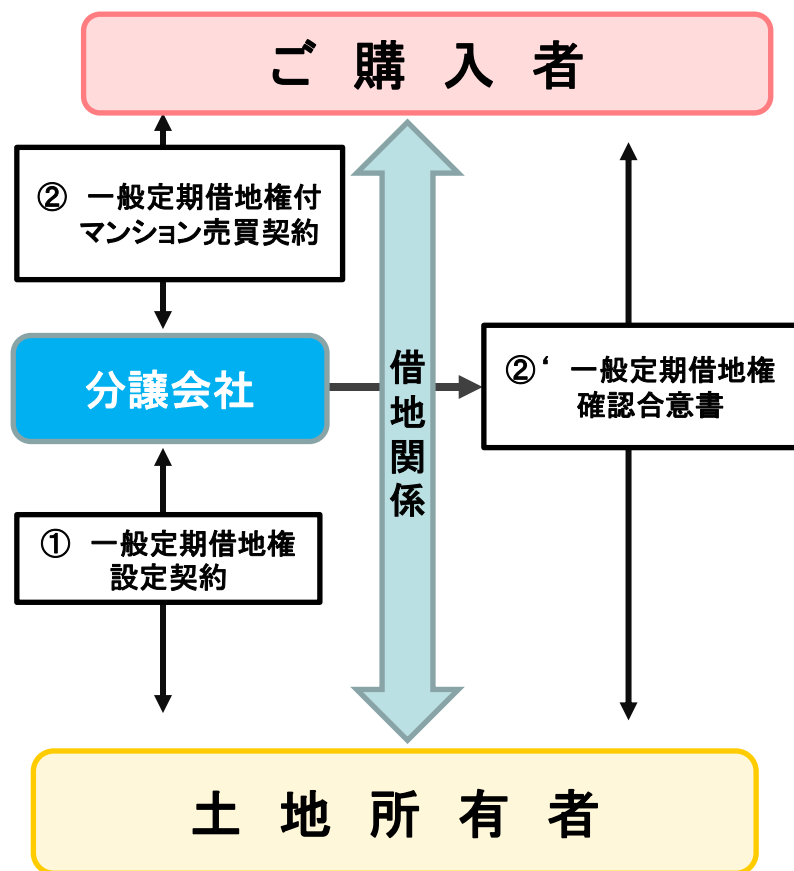 ご 購 入 者
② 一般定期借地権付
マンション売買契約
分譲会社
借地関係
②‘ 一般定期借地権
確認合意書
① 一般定期借地権
設定契約
土 地 所 有 者